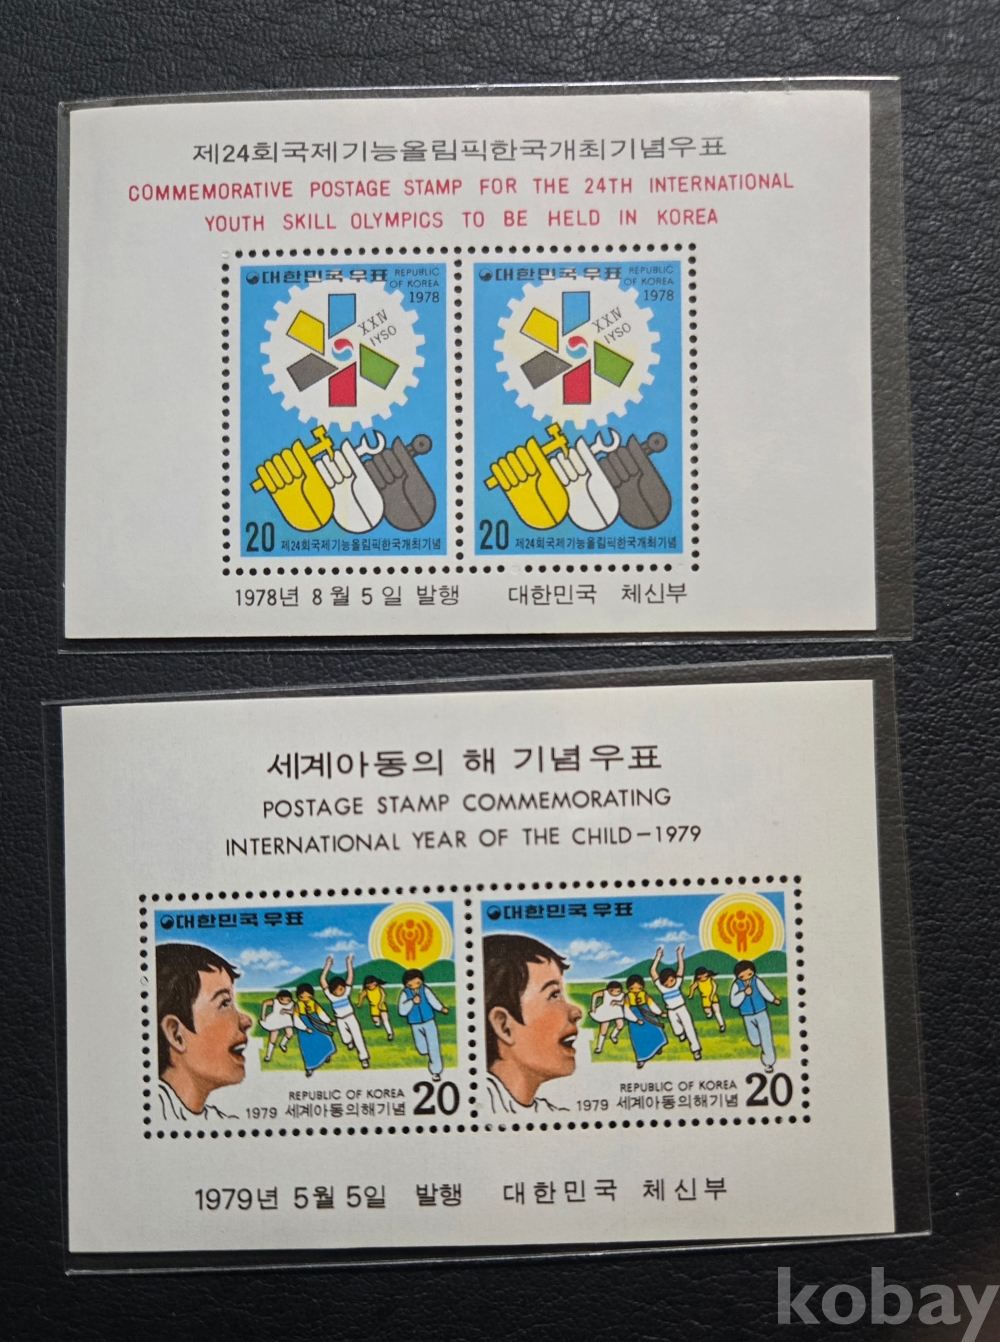 제24회국제기능올림픽한국개최기념우표
COMMEMORATIVE POSTAGE STAMP FOR THE 24TH INTERNATIONAL
YOUTH SKILL OLYMPICS TO BE HELD IN KOREA
대한민국우표 REPUBLIC
OF KOREA
1978
XXIV
IYSO
20 제24회국제기능올림픽한국개최기념
대한민국우표 REPUBLIC
OF KOREA
1978
XXIV
IYSO
20 제24회국제기능올림픽한국개최기념
1978년 8월 5일 발행 대한민국 체신부
세계아동의 해 기념우표
POSTAGE STAMP COMMEMORATING
INTERNATIONAL YEAR OF THE CHILD-1979
대한민국우표
REPUBLIC OF KOREA
1979 세계아동의해기념 20
대한민국우표
REPUBLIC OF KOREA
1979 세계아동의해기념 20
1979년 5월 5일 발행 대한민국 체신부
kobay